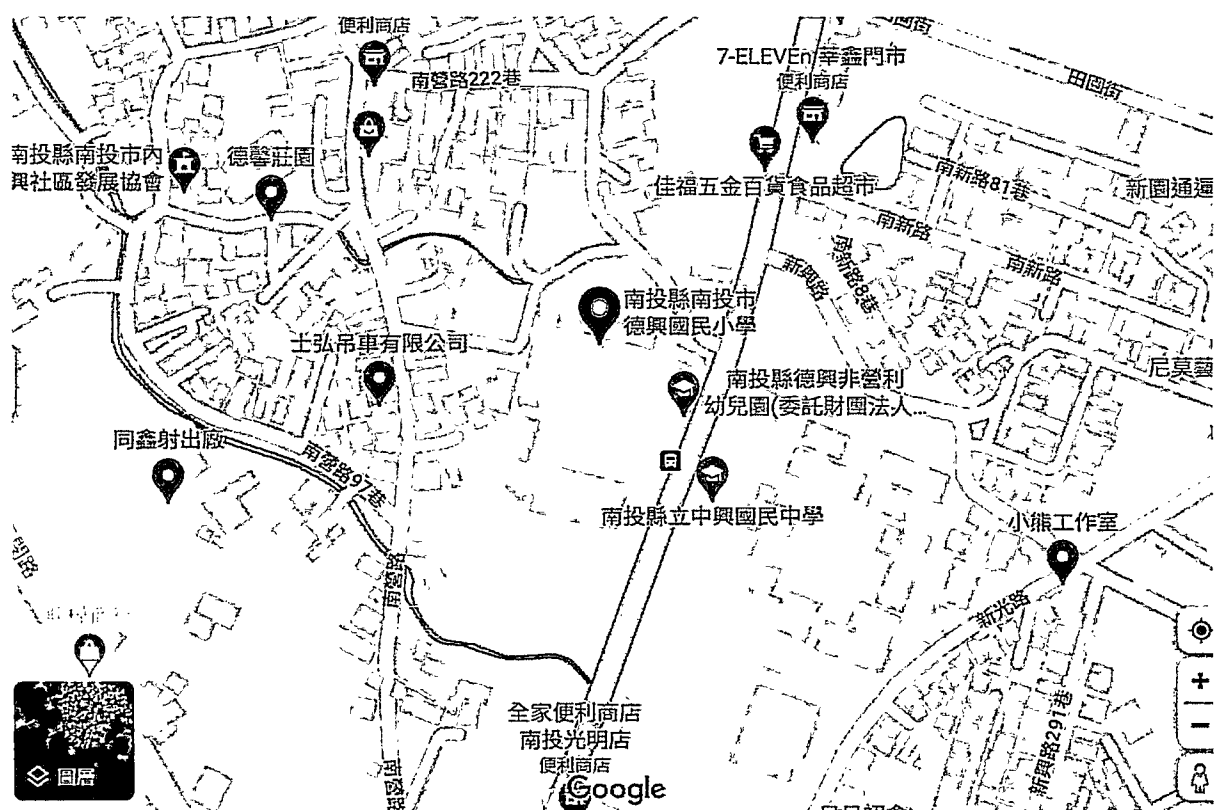 便利商店
南營路222巷
7-ELEVEn 華鑫門市
便利商店
田園街
南投縣南投市內
興社區發展協會
德馨莊園
佳福五金百貨食品超市
南新路81巷
新園通運
南新路
南新路8巷
新興路
南新路
南投縣南投市
德興國民小學
士弘吊車有限公司
尼莫藝
南投縣德興非營利
幼兒園(委託財團法人...
同鑫射出廠
南營路97巷
南投縣立中興國民中學
小熊工作室
南營路
新光路
全家便利商店
南投光明店
便利商店
新興路291巷
圖層
Google
南營路